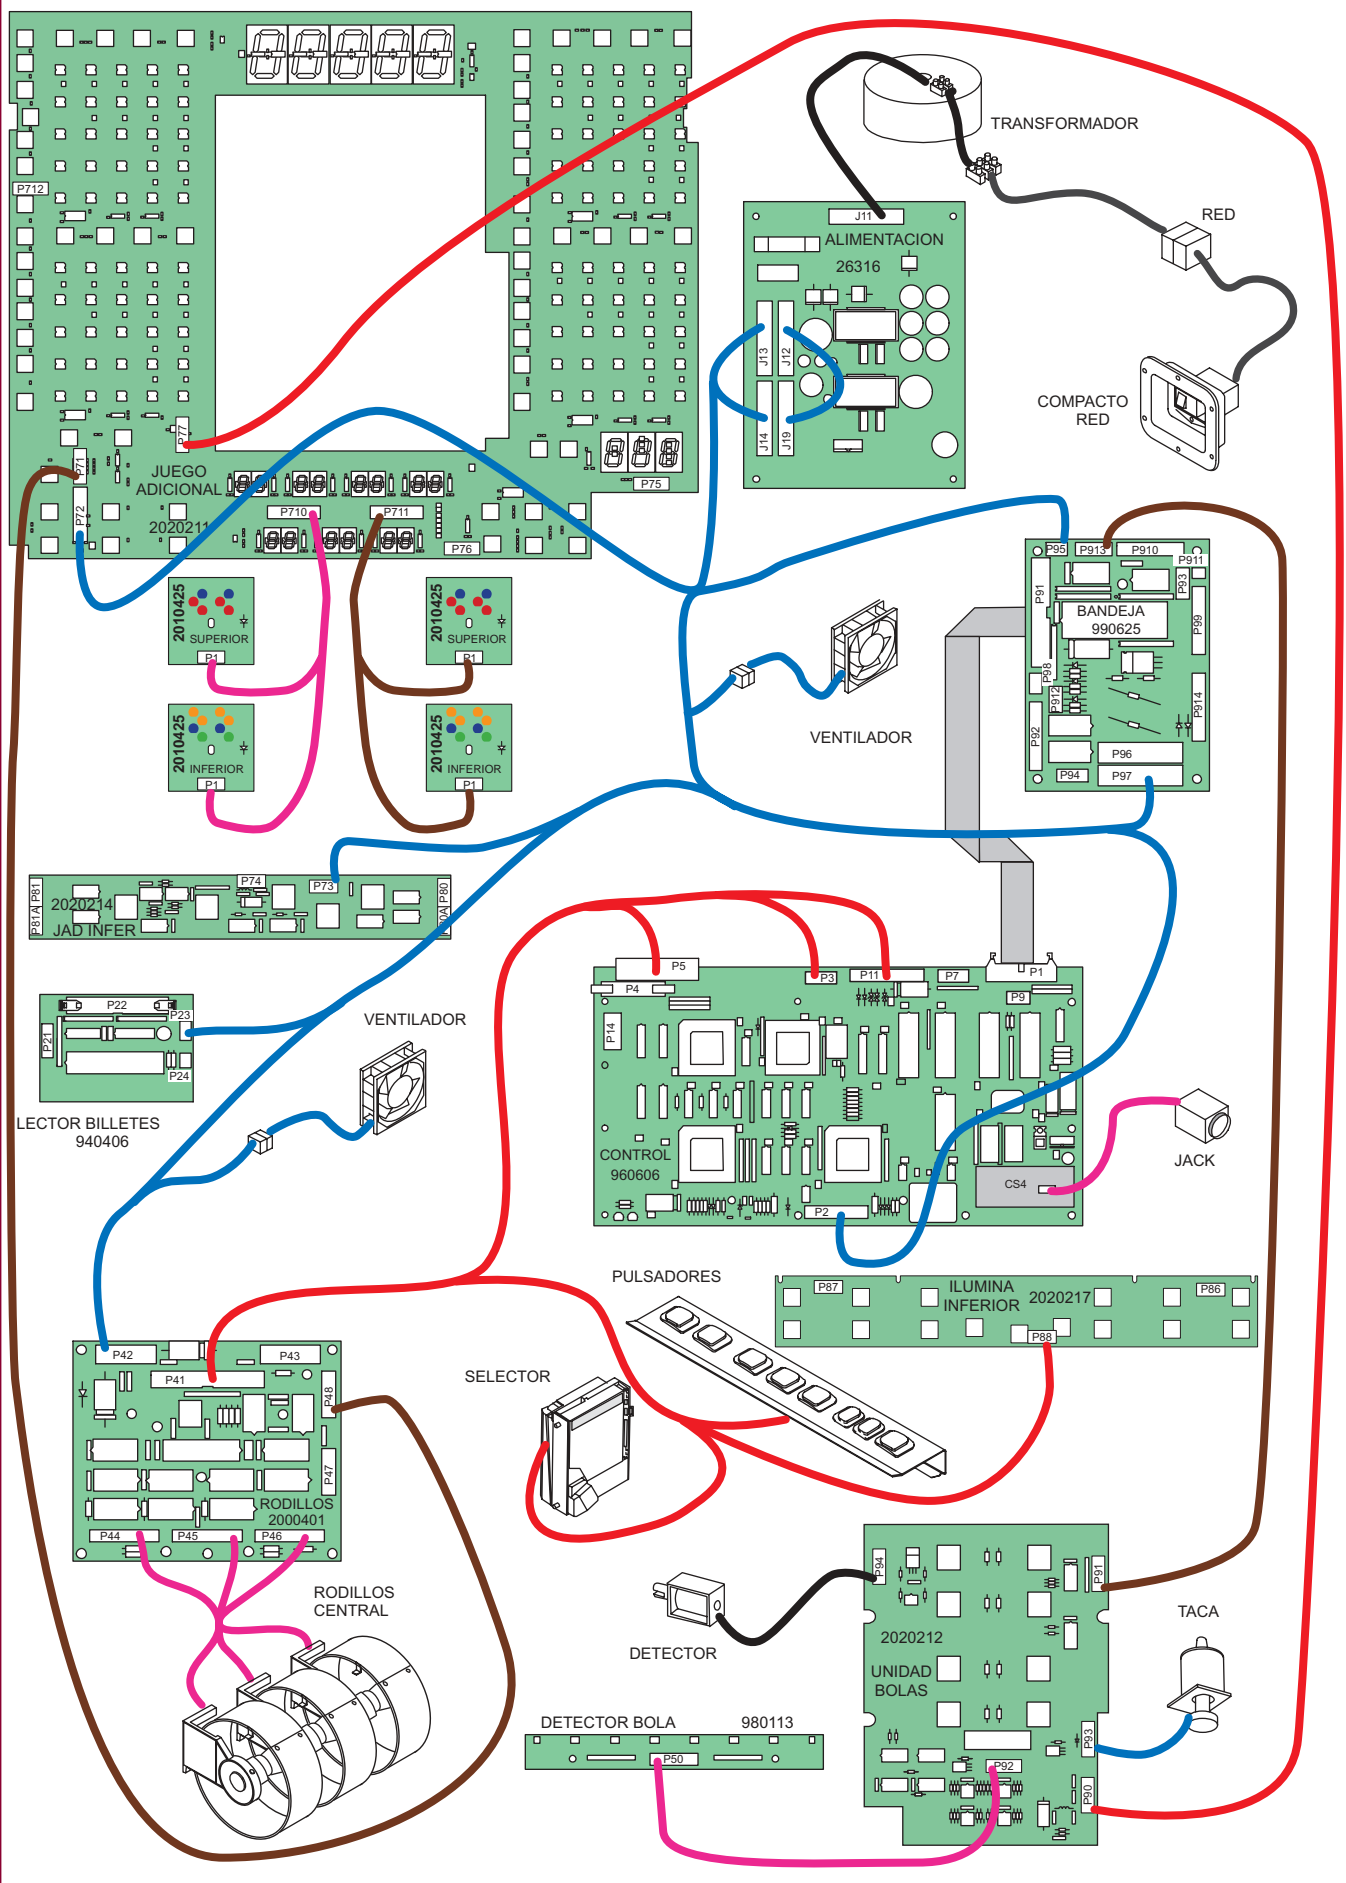 P712
P77
P71
P72
JUEGO
ADICIONAL
2020211
P710
P711
P75
P76
TRANSFORMADOR
RED
COMPACTO
RED
J11
ALIMENTACION
26316
J13
J12
J14
J19
2010425
SUPERIOR
P1
2010425
SUPERIOR
P1
2010425
INFERIOR
P1
2010425
INFERIOR
P1
VENTILADOR
P95
P913
P910
P911
P91
P93
BANDEJA
990625
P99
P98
P912
P914
P92
P96
P94
P97
P81
P81A
2020214
JAD INFER
P74
P73
P80
P22
P23
P21
P24
LECTOR BILLETES
940406
VENTILADOR
P5
P4
P3
P11
P7
P1
P9
P14
CONTROL
960606
CS4
P2
JACK
PULSADORES
P87
ILUMINA
INFERIOR
2020217
P86
P88
SELECTOR
P42
P43
P41
P48
P47
RODILLOS
2000401
P44
P45
P46
RODILLOS
CENTRAL
DETECTOR
P94
P91
2020212
UNIDAD
BOLAS
P93
P92
P90
TACA
DETECTOR BOLA
980113
P50